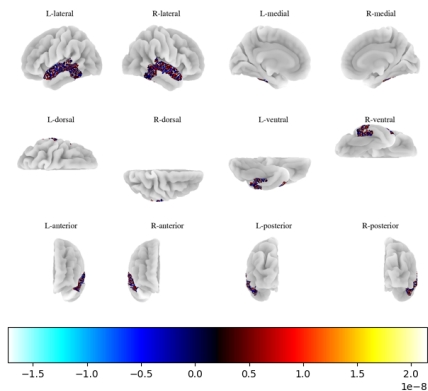 L-lateral R-lateral L-medial R-medial
L-dorsal R-dorsal L-ventral R-ventral
L-anterior R-anterior L-posterior R-posterior
−1.5 −1.0 −0.5 0.0 0.5 1.0 1.5 2.0
1e−8